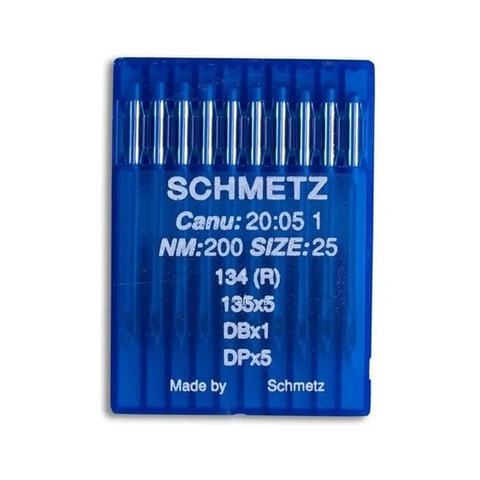 SCHMETZ
Canu: 20:05 1
NM:200 SIZE:25
134 (R)
135x5
DBx1
DPx5
Made by Schmetz